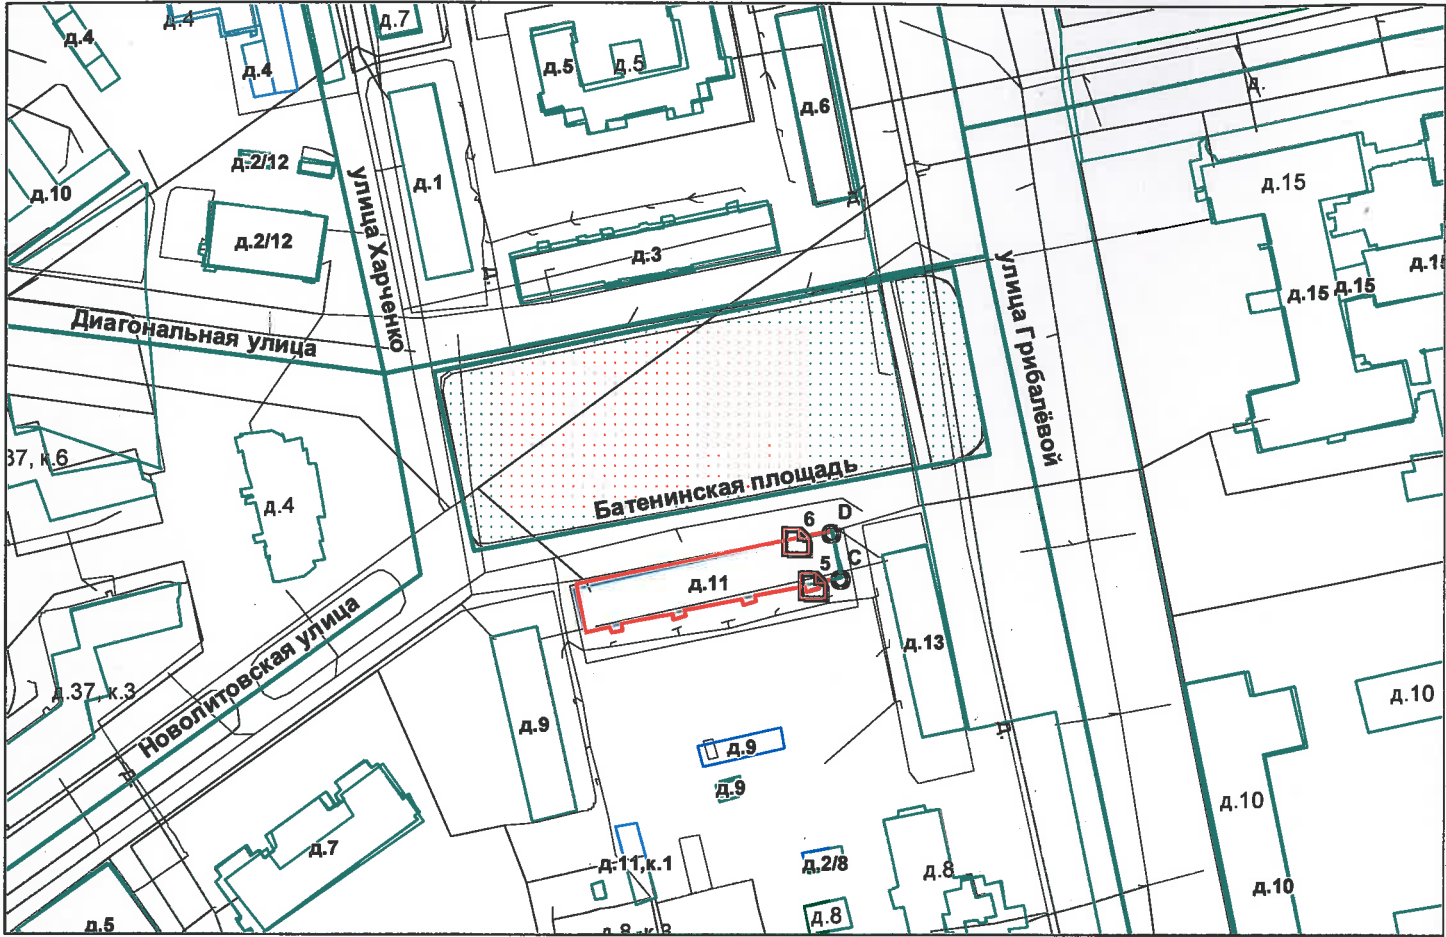 д.4
д.4
д.7
д.4
д.5
д.5
д.6
д.
д.2/12
д.10
улица Харченко
д.1
д.15
д.2/12
д.3
д.
д.
улица Грибалёвой
д.15
д.15
Диагональная улица
37, к.6
д.4
Батенинская площадь
6
D
5
C
д.11
д.13
Новолитовская улица
д.37, к.3
д.9
д.9
д.9
д.
д.10
д.10
д.7
д.11,к.1
д.2/8
д.8
д.8
д.10
д.5